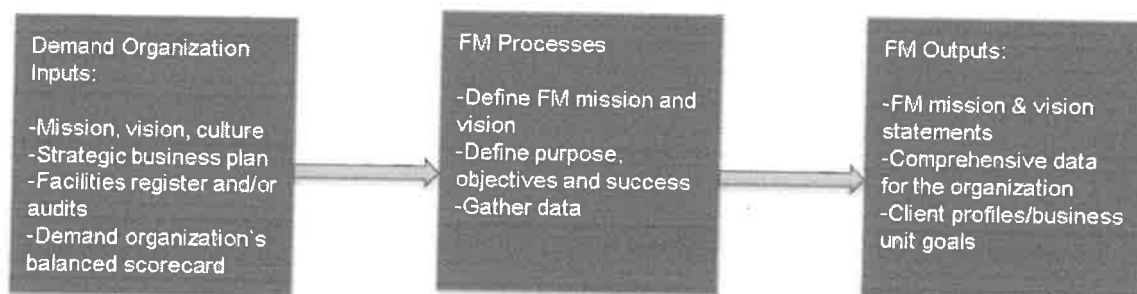 Demand Organization
Inputs:
-Mission, vision, culture
-Strategic business plan
-Facilities register and/or
audits
-Demand organization's
balanced scorecard
FM Processes
-Define FM mission and
vision
-Define purpose,
objectives and success
-Gather data
FM Outputs:
-FM mission & vision
statements
-Comprehensive data
for the organization
-Client profiles/business
unit goals